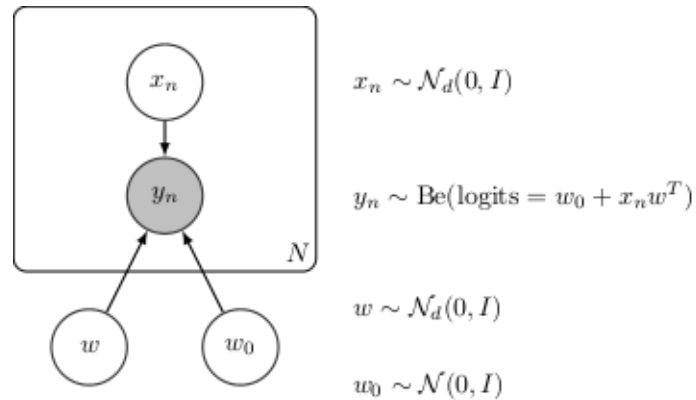 x_n x_n ∼ 𝒩_d(0, I)
y_n y_n ∼ Be(logits = w_0 + x_n w^T)
N
w w_0 w ∼ 𝒩_d(0, I)
w_0 ∼ 𝒩(0, I)